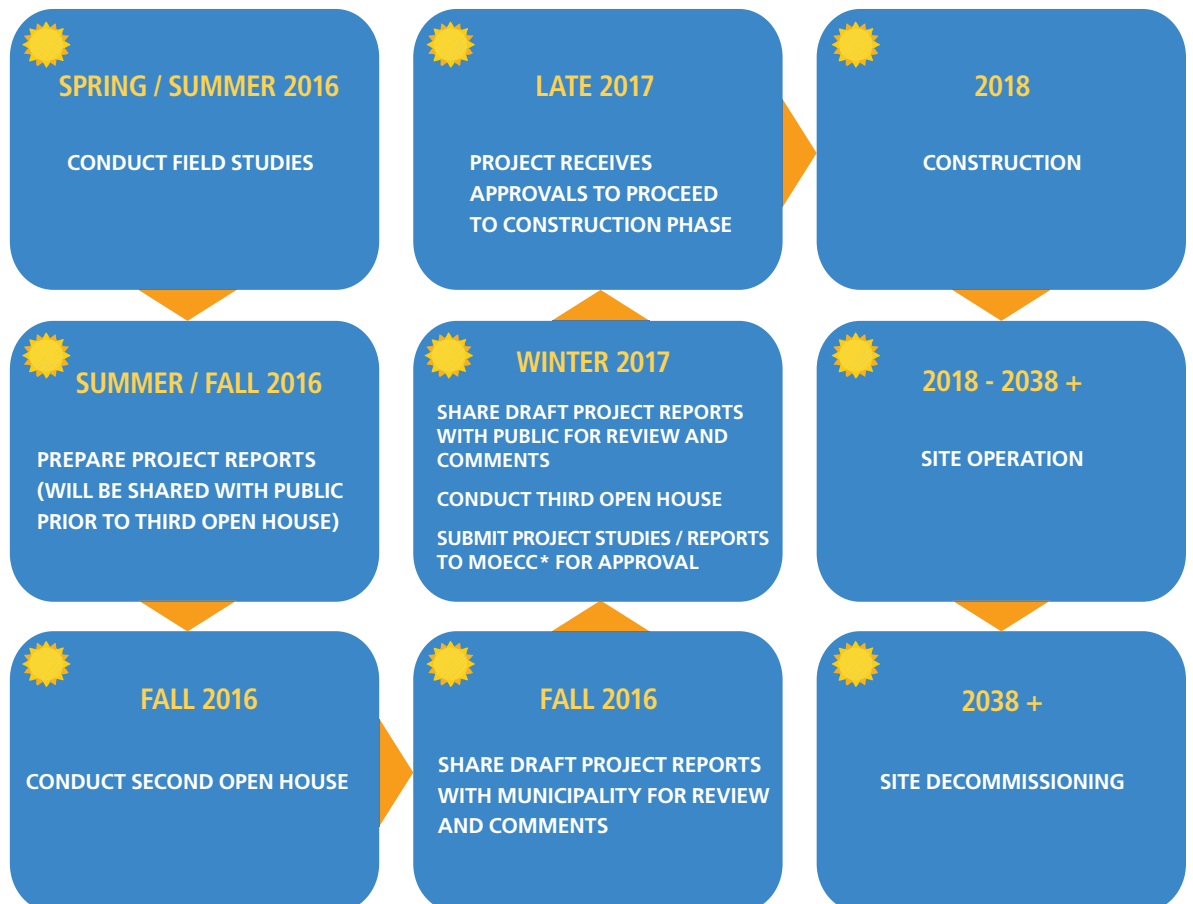 SPRING / SUMMER 2016
CONDUCT FIELD STUDIES
SUMMER / FALL 2016
PREPARE PROJECT REPORTS
(WILL BE SHARED WITH PUBLIC
PRIOR TO THIRD OPEN HOUSE)
FALL 2016
CONDUCT SECOND OPEN HOUSE
FALL 2016
SHARE DRAFT PROJECT REPORTS
WITH MUNICIPALITY FOR REVIEW
AND COMMENTS
WINTER 2017
SHARE DRAFT PROJECT REPORTS
WITH PUBLIC FOR REVIEW AND
COMMENTS
CONDUCT THIRD OPEN HOUSE
SUBMIT PROJECT STUDIES / REPORTS
TO MOECC* FOR APPROVAL
LATE 2017
PROJECT RECEIVES
APPROVALS TO PROCEED
TO CONSTRUCTION PHASE
2018
CONSTRUCTION
2018 - 2038 +
SITE OPERATION
2038 +
SITE DECOMMISSIONING